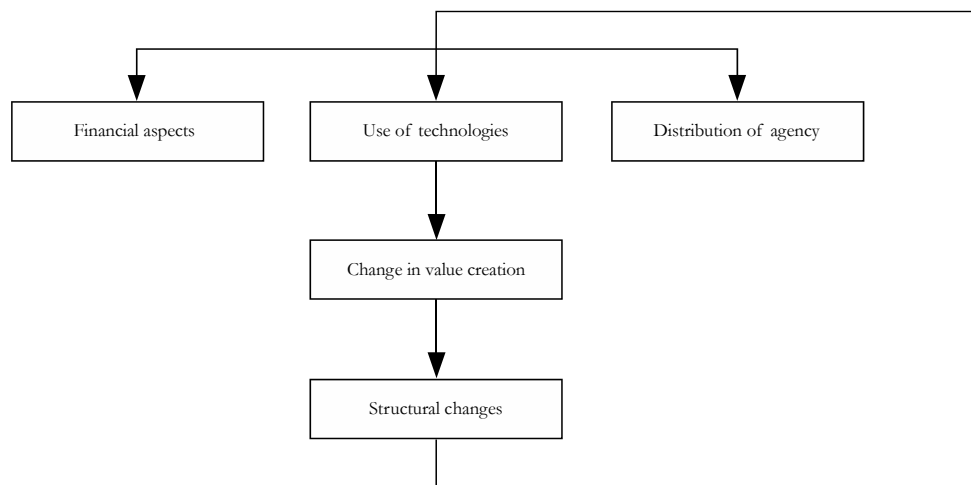 Financial aspects
Use of technologies
Distribution of agency
Change in value creation
Structural changes